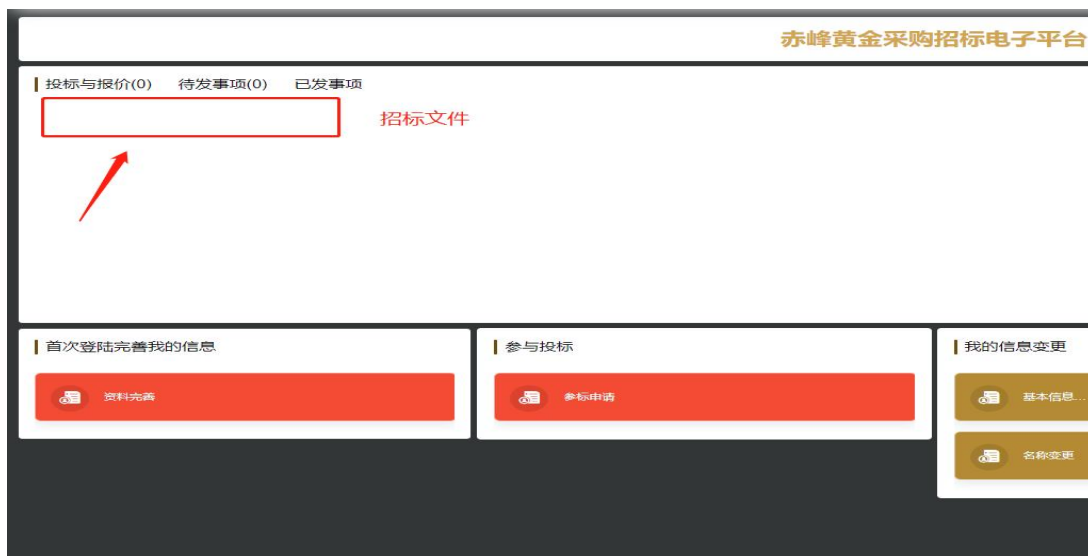 赤峰黄金采购招标电子平台
投标与报价(0) 待发事项(0) 已发事项
招标文件
首次登陆完善我的信息
资料完善
参与投标
参标申请
我的信息变更
基本信息...
名称变更